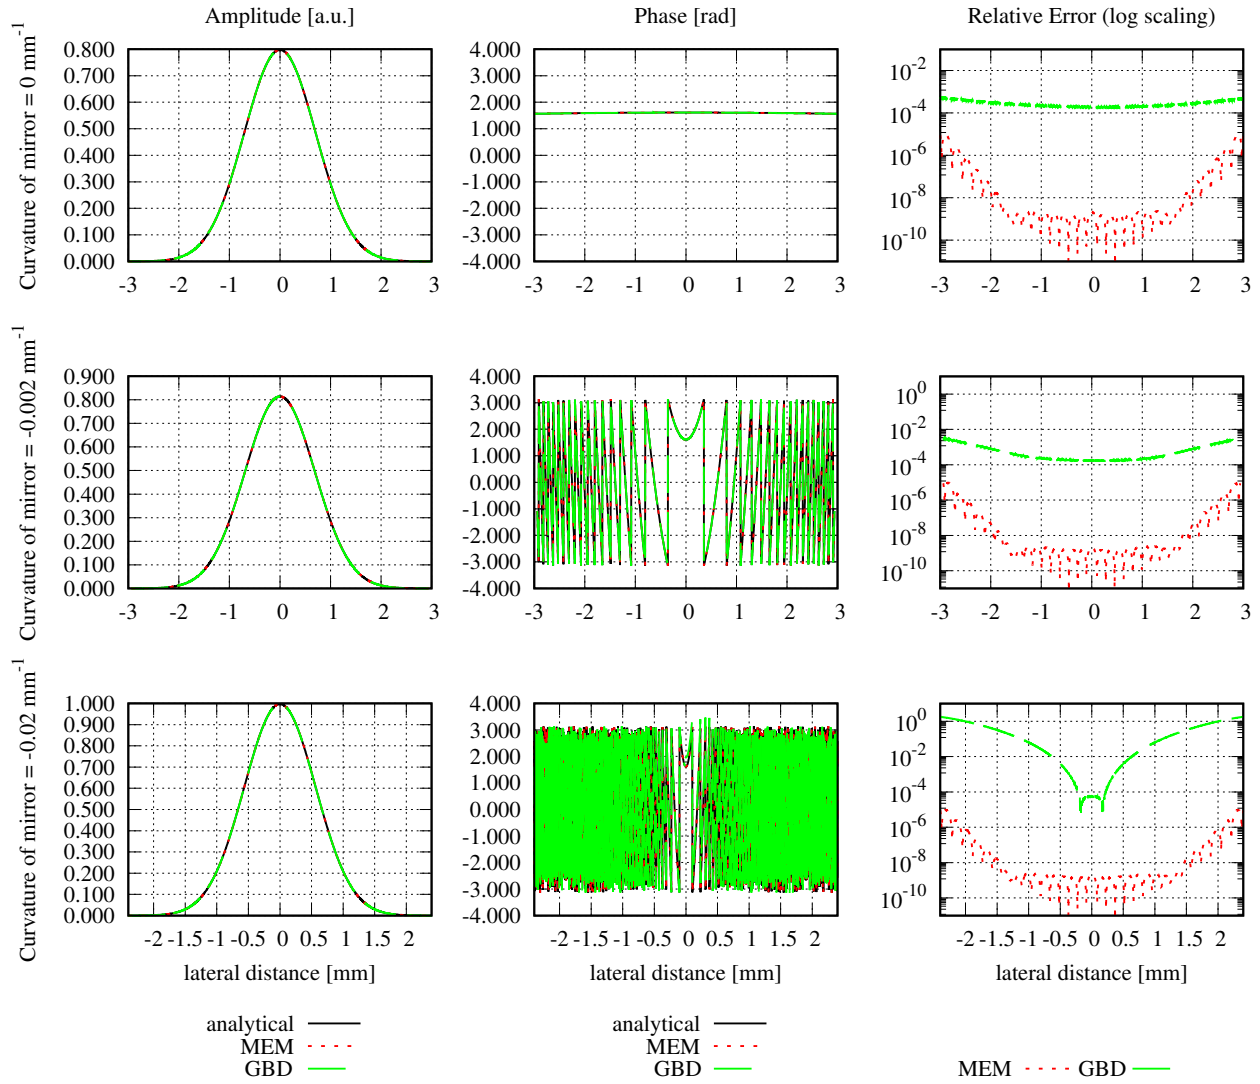 Amplitude [a.u.]
Phase [rad]
Relative Error (log scaling)
Curvature of mirror = 0 mm⁻¹
0.800
0.700
0.600
0.500
0.400
0.300
0.200
0.100
0.000
-3 -2 -1 0 1 2 3
4.000
3.000
2.000
1.000
0.000
-1.000
-2.000
-3.000
-4.000
-3 -2 -1 0 1 2 3
10⁻²
10⁻⁴
10⁻⁶
10⁻⁸
10⁻¹⁰
-3 -2 -1 0 1 2 3
Curvature of mirror = -0.002 mm⁻¹
0.900
0.800
0.700
0.600
0.500
0.400
0.300
0.200
0.100
0.000
-3 -2 -1 0 1 2 3
4.000
3.000
2.000
1.000
0.000
-1.000
-2.000
-3.000
-4.000
-3 -2 -1 0 1 2 3
10⁰
10⁻²
10⁻⁴
10⁻⁶
10⁻⁸
10⁻¹⁰
-3 -2 -1 0 1 2 3
Curvature of mirror = -0.02 mm⁻¹
1.000
0.900
0.800
0.700
0.600
0.500
0.400
0.300
0.200
0.100
0.000
-2 -1.5 -1 -0.5 0 0.5 1 1.5 2
lateral distance [mm]
4.000
3.000
2.000
1.000
0.000
-1.000
-2.000
-3.000
-4.000
-2 -1.5 -1 -0.5 0 0.5 1 1.5 2
lateral distance [mm]
10⁰
10⁻²
10⁻⁴
10⁻⁶
10⁻⁸
10⁻¹⁰
-2 -1.5 -1 -0.5 0 0.5 1 1.5 2
lateral distance [mm]
analytical
MEM
GBD
analytical
MEM
GBD
MEM GBD